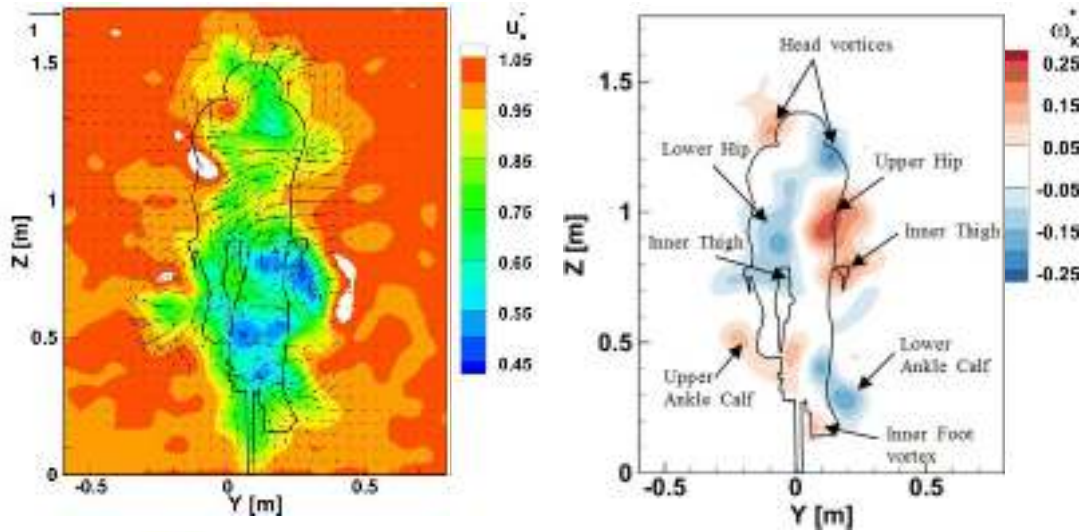 1
1.5
1
0.5
0
Z [m]
-0.5
0
0.5
Y [m]
1.05
0.95
0.85
0.75
0.65
0.55
0.45
Head vortices
Lower Hip
Upper Hip
Inner Thigh
Inner Thigh
Lower
Ankle Calf
Upper
Ankle Calf
Inner Foot
vortex
1.5
1
0.5
0
Z [m]
-0.5
0
0.5
Y [m]
0.25
0.15
0.05
-0.05
-0.15
-0.25